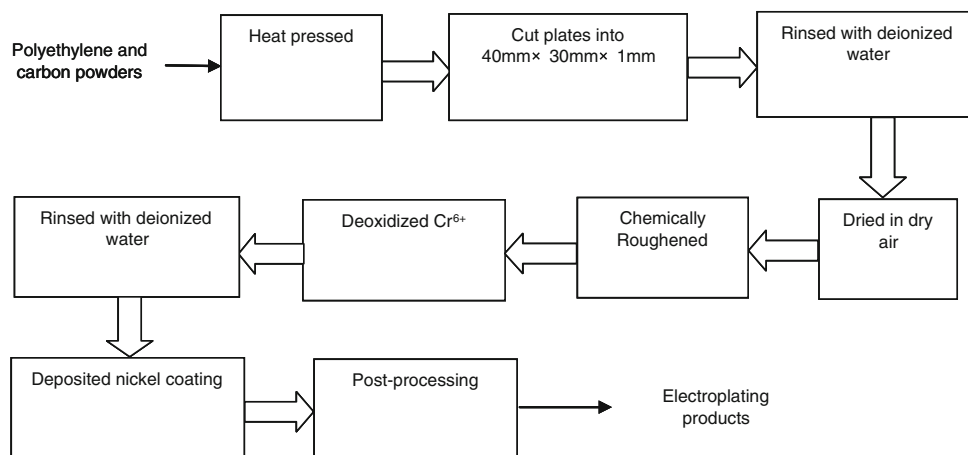 Polyethylene and
carbon powders
Heat pressed
Cut plates into
40mm× 30mm× 1mm
Rinsed with deionized
water
Dried in dry
air
Chemically
Roughened
Deoxidized Cr⁶⁺
Rinsed with deionized
water
Deposited nickel coating
Post-processing
Electroplating
products